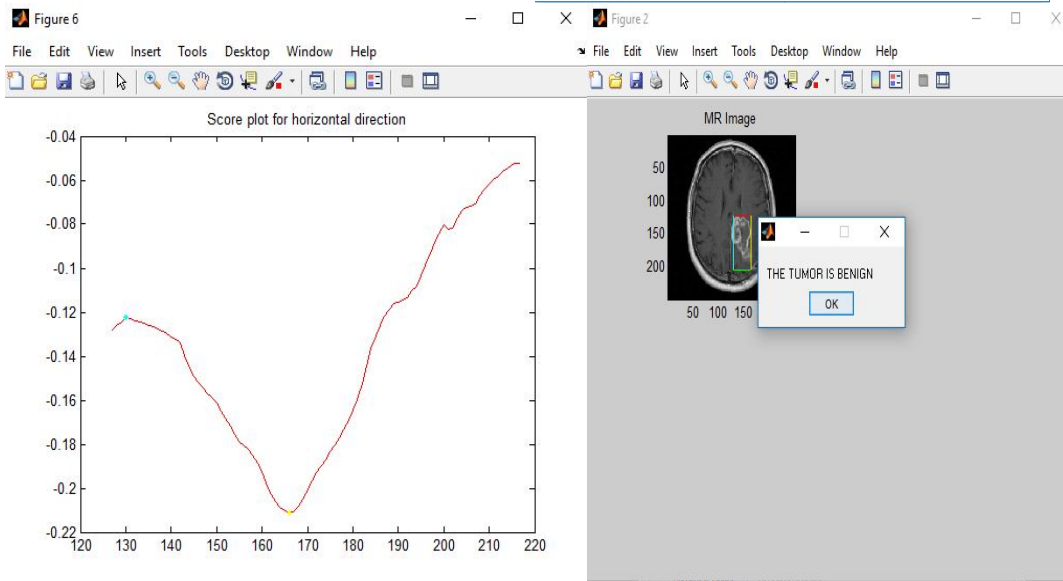 Figure 6
File Edit View Insert Tools Desktop Window Help
Score plot for horizontal direction
-0.04
-0.06
-0.08
-0.1
-0.12
-0.14
-0.16
-0.18
-0.2
-0.22
120 130 140 150 160 170 180 190 200 210 220
Figure 2
File Edit View Insert Tools Desktop Window Help
MR Image
50
100
150
200
50 100 150
THE TUMOR IS BENIGN
OK